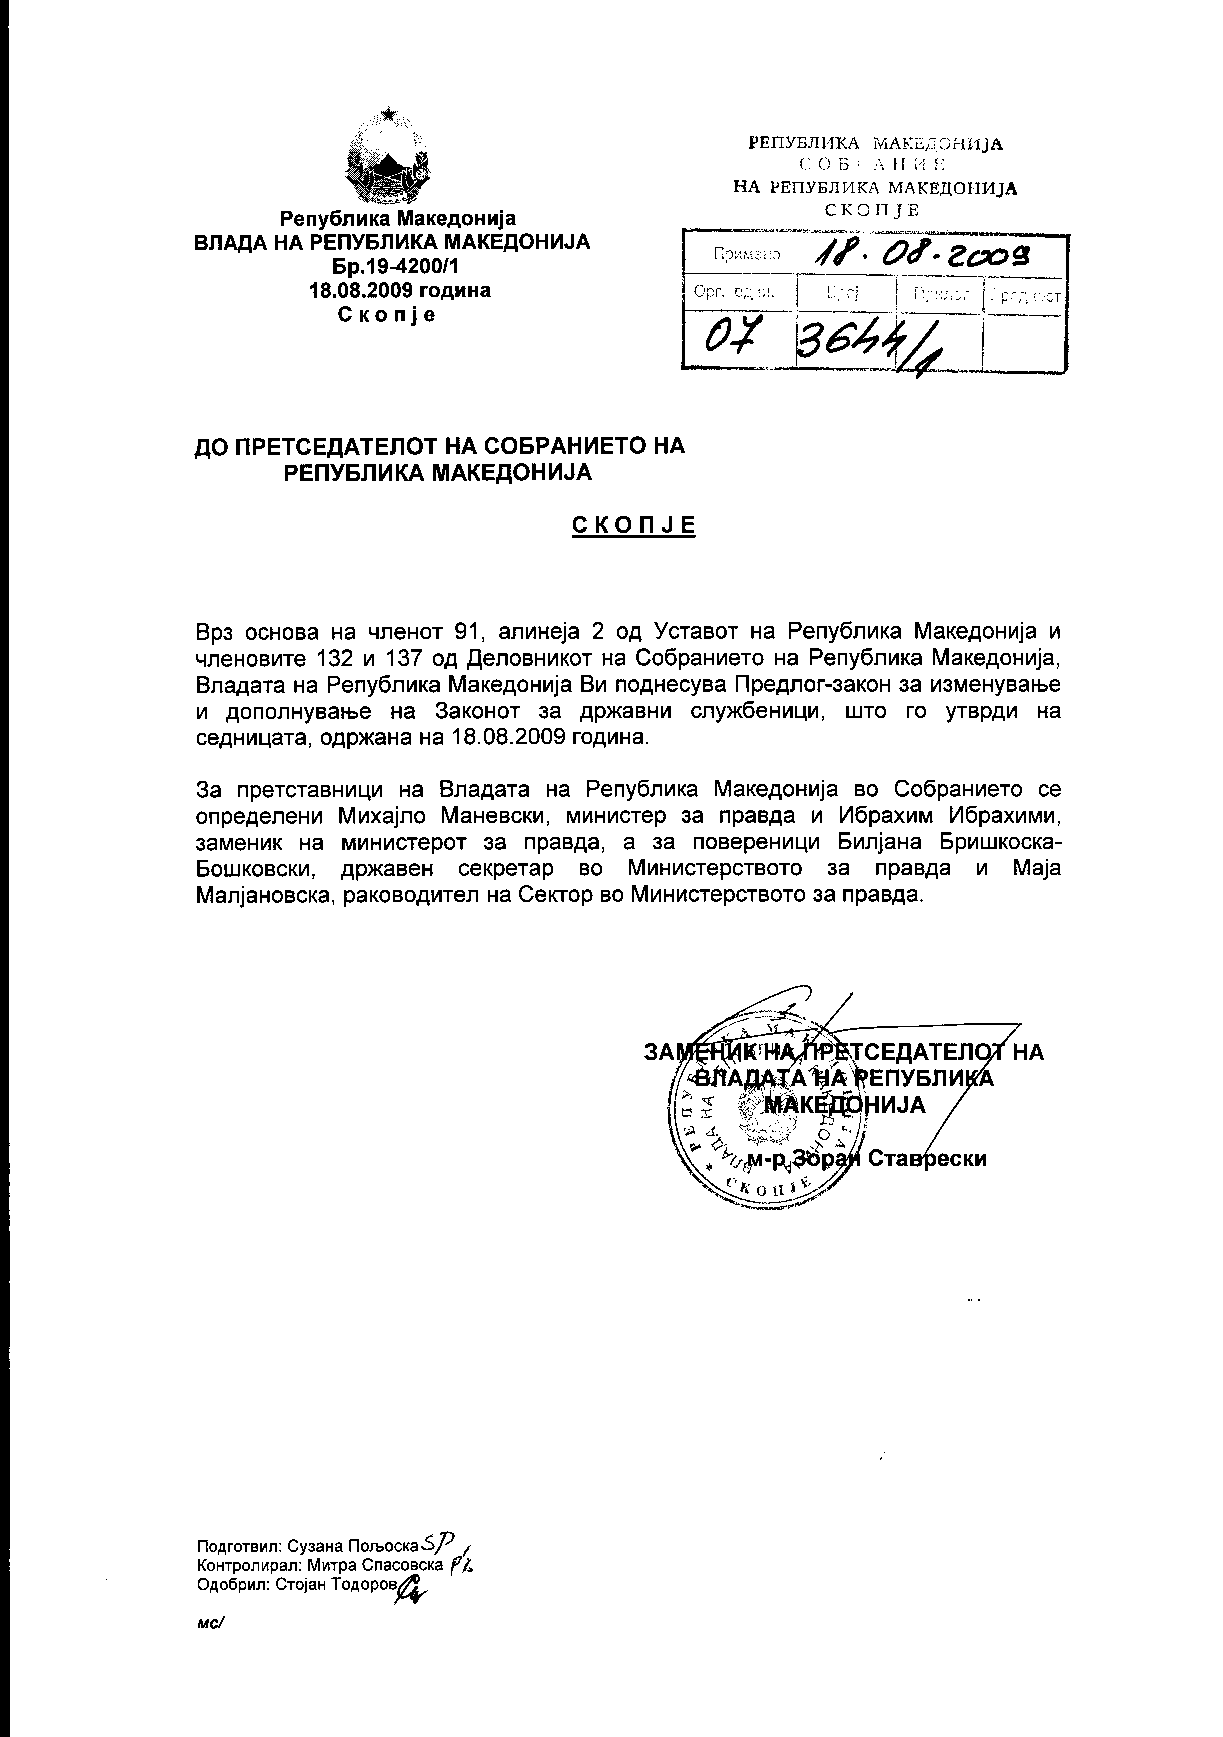 Република Македонија
ВЛАДА НА РЕПУБЛИКА МАКЕДОНИЈА
Бр.19-4200/1
18.08.2009 година
С к о п ј е
РЕПУБЛИКА МАКЕДОНИЈА
СОБРАНИЕ
НА РЕПУБЛИКА МАКЕДОНИЈА
СКОПЈЕ
Примено 18.08.2009
Орг. един. Број Прилог Вредност
07 3644/1
ДО ПРЕТСЕДАТЕЛОТ НА СОБРАНИЕТО НА
РЕПУБЛИКА МАКЕДОНИЈА
С К О П Ј Е
Врз основа на членот 91, алинеја 2 од Уставот на Република Македонија и
членовите 132 и 137 од Деловникот на Собранието на Република Македонија,
Владата на Република Македонија Ви поднесува Предлог-закон за изменување
и дополнување на Законот за државни службеници, што го утврди на
седницата, одржана на 18.08.2009 година.
За претставници на Владата на Република Македонија во Собранието се
определени Михајло Маневски, министер за правда и Ибрахим Ибрахими,
заменик на министерот за правда, а за повереници Билјана Бришкоска-
Бошковски, државен секретар во Министерството за правда и Маја
Малјановска, раководител на Сектор во Министерството за правда.
ЗАМЕНИК НА ПРЕТСЕДАТЕЛОТ НА
ВЛАДАТА НА РЕПУБЛИКА
МАКЕДОНИЈА
м-р Зоран Ставрески
СКОПЈЕ
Подготвил: Сузана Пољоска
Контролирал: Митра Спасовска
Одобрил: Стојан Тодоров
мс/